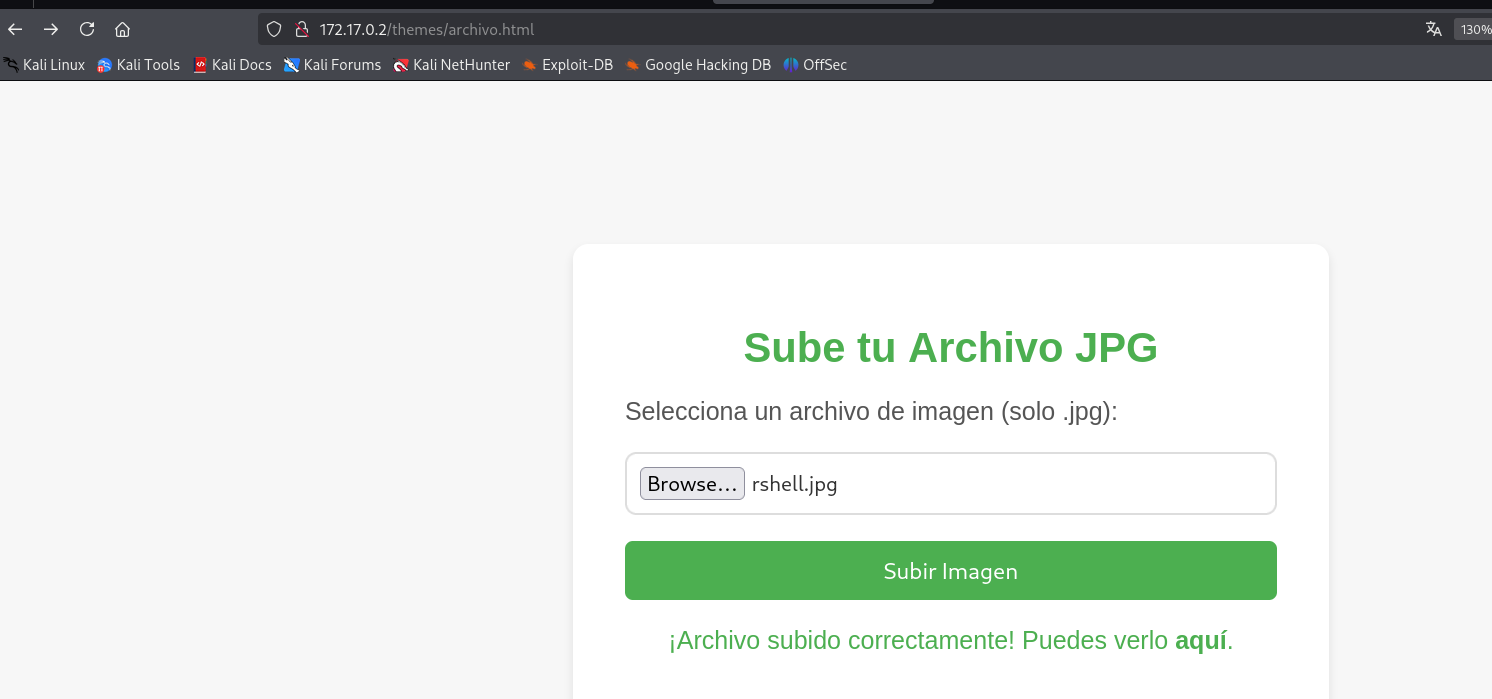 172.17.0.2/themes/archivo.html
130%
Kali Linux Kali Tools Kali Docs Kali Forums Kali NetHunter Exploit-DB Google Hacking DB OffSec
Sube tu Archivo JPG
Selecciona un archivo de imagen (solo .jpg):
Browse... rshell.jpg
Subir Imagen
¡Archivo subido correctamente! Puedes verlo aquí.